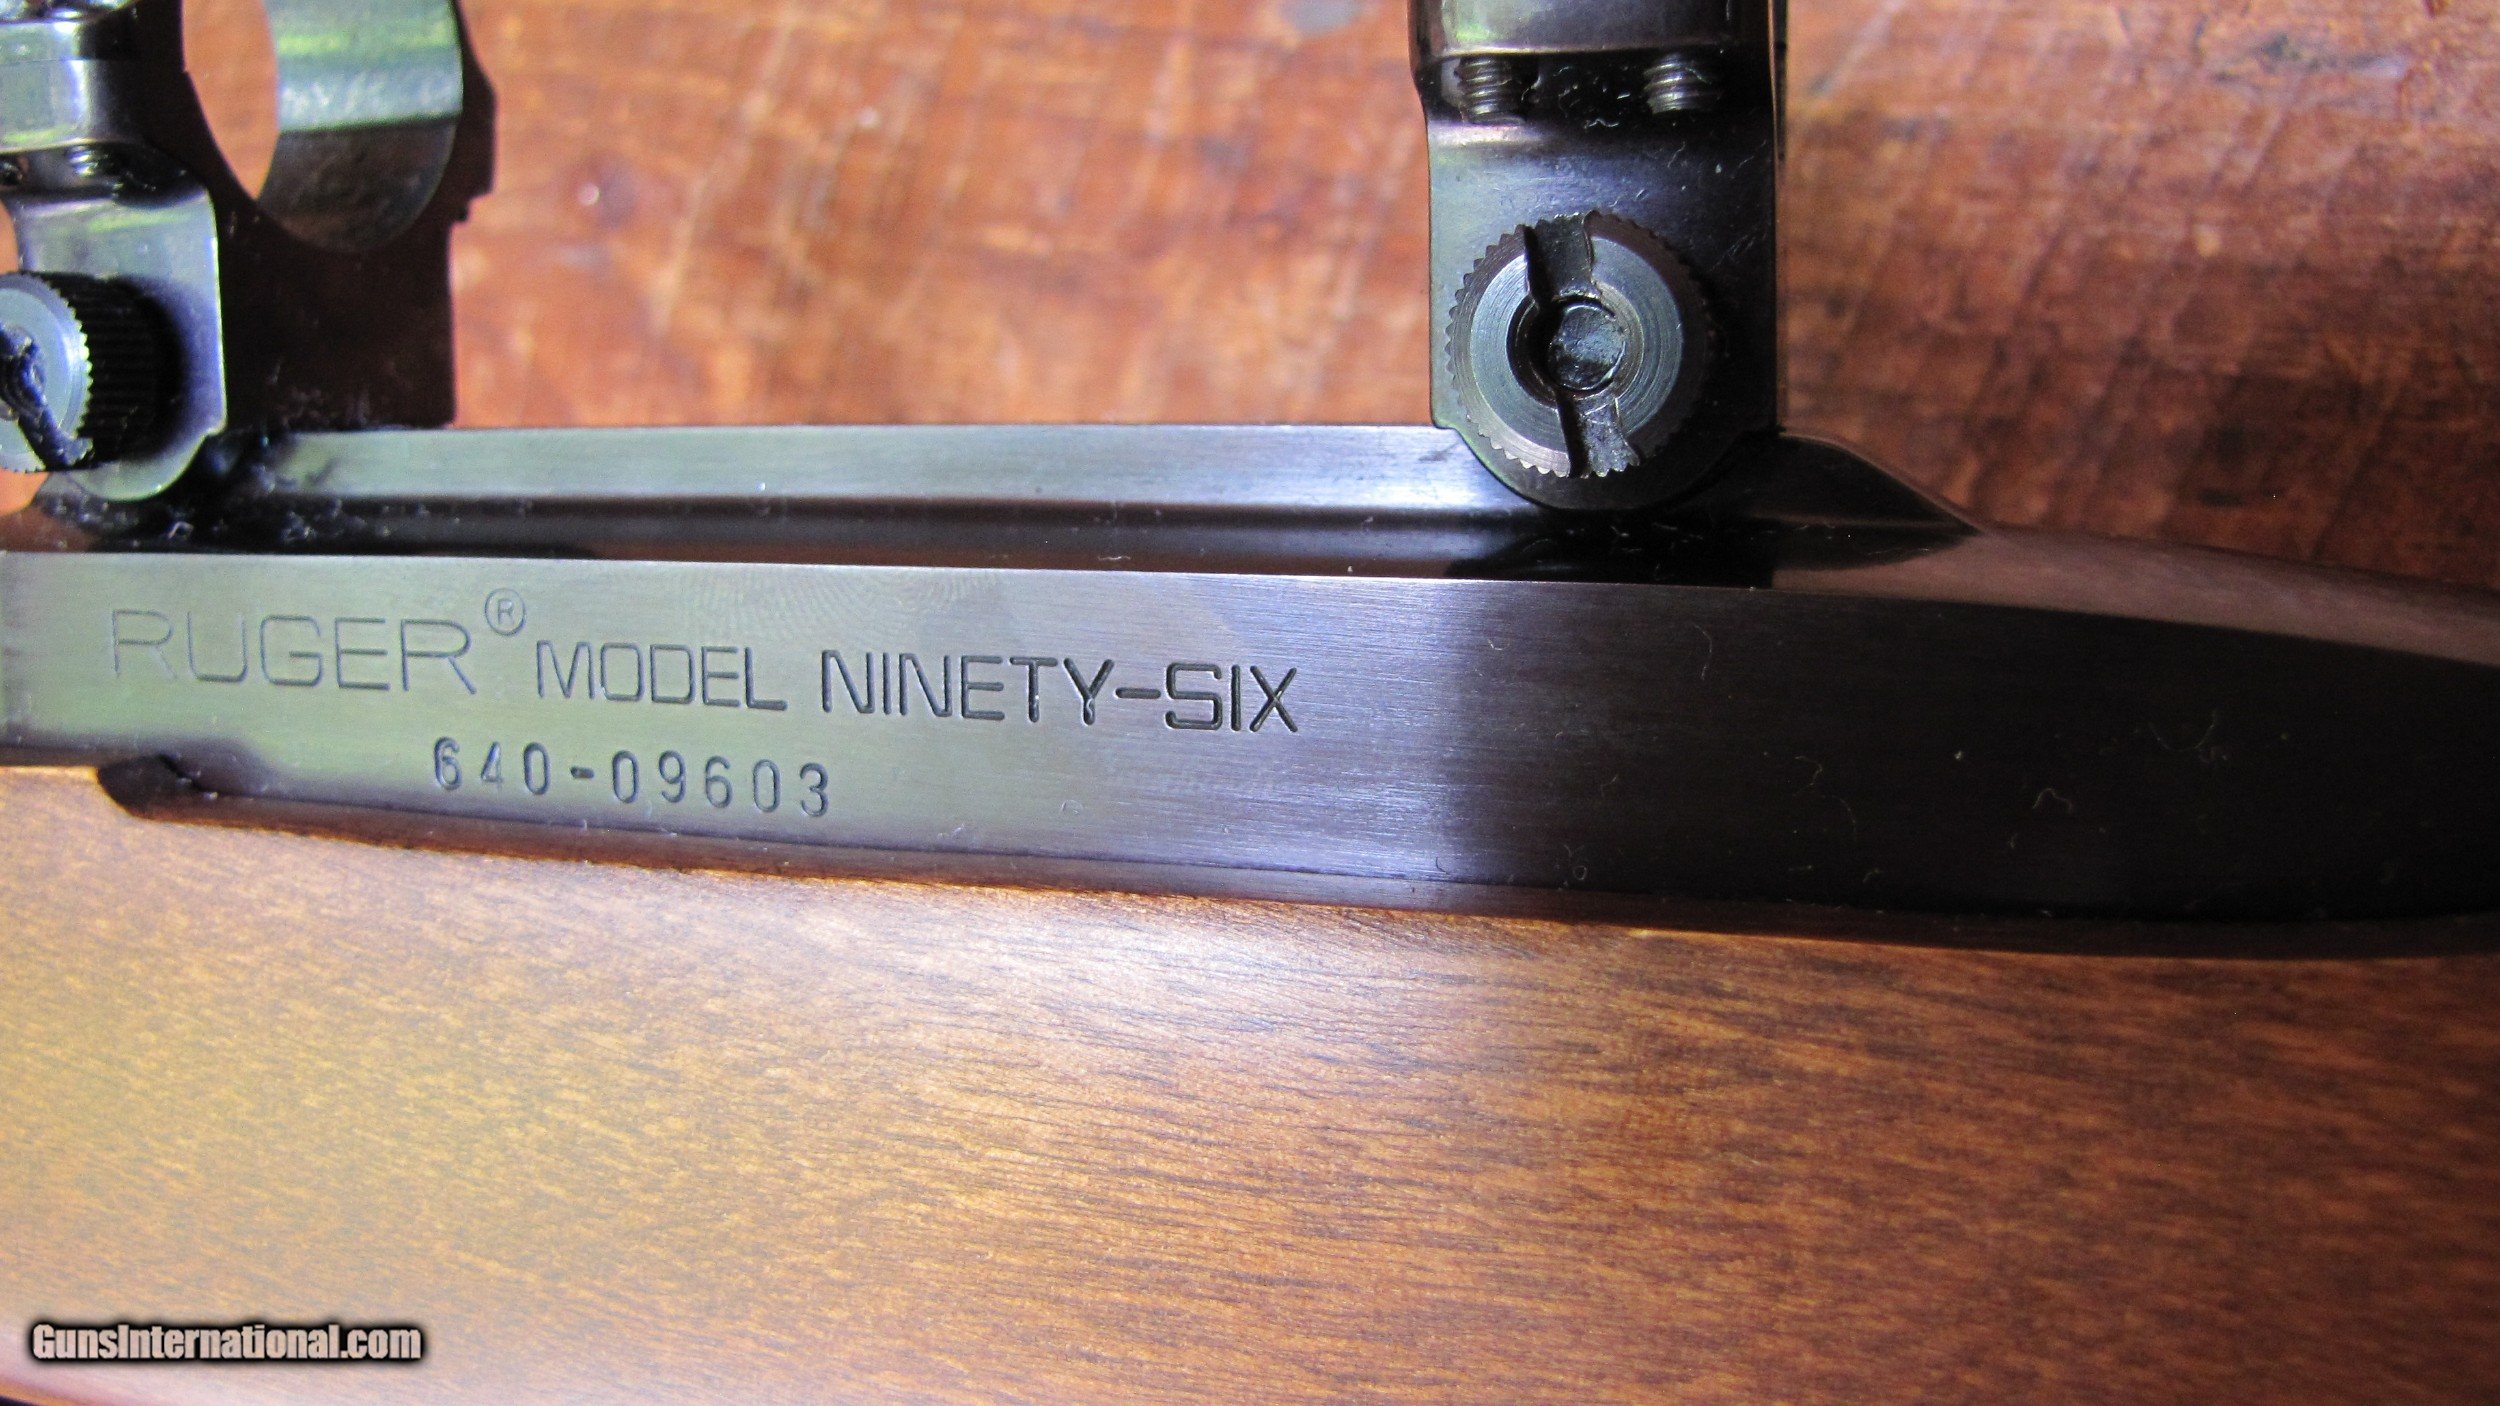 RUGER® MODEL NINETY-SIX
640-09603
GunsInternational.com